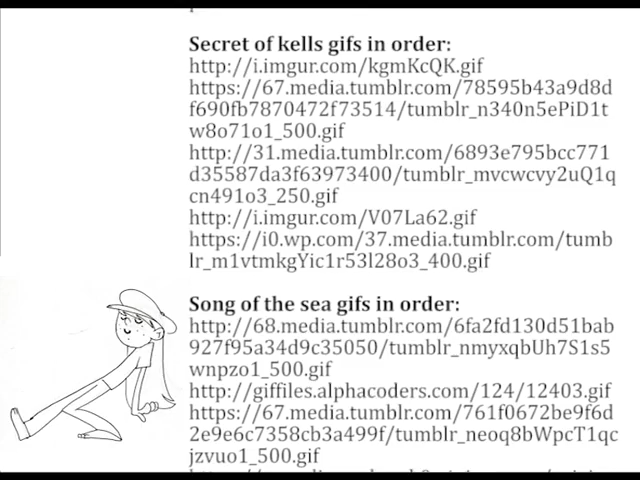 Secret of kells gifs in order:
http://i.imgur.com/kgmKcQK.gif
https://67.media.tumblr.com/78595b43a9d8d
f690fb7870472f73514/tumblr_n340n5ePiD1t
w8o71o1_500.gif
http://31.media.tumblr.com/6893e795bcc771
d35587da3f63973400/tumblr_mvcwcvy2uQ1q
cn491o3_250.gif
http://i.imgur.com/V07La62.gif
https://i0.wp.com/37.media.tumblr.com/tumb
lr_m1vtmkgYic1r53l28o3_400.gif
Song of the sea gifs in order:
http://68.media.tumblr.com/6fa2fd130d51bab
927f95a34d9c35050/tumblr_nmyxqbUh7S1s5
wnpzo1_500.gif
http://giffiles.alphacoders.com/124/12403.gif
https://67.media.tumblr.com/761f0672be9f6d
2e9e6c7358cb3a499f/tumblr_neoq8bWpcT1qc
jzvuo1_500.gif